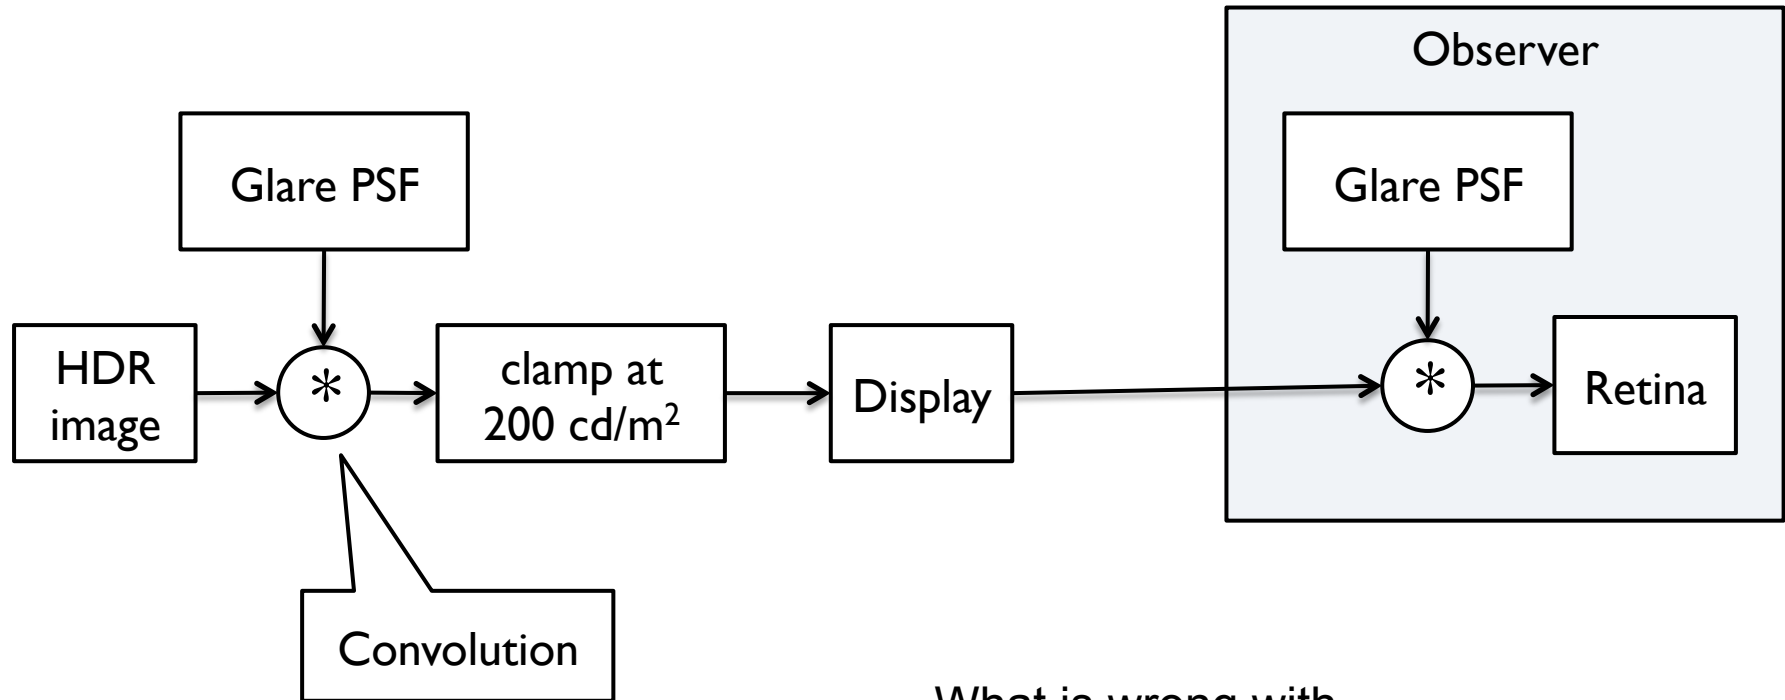 Observer
Glare PSF
Glare PSF
HDR
image
*
clamp at
200 cd/m²
Display
*
Retina
Convolution
What is wrong with